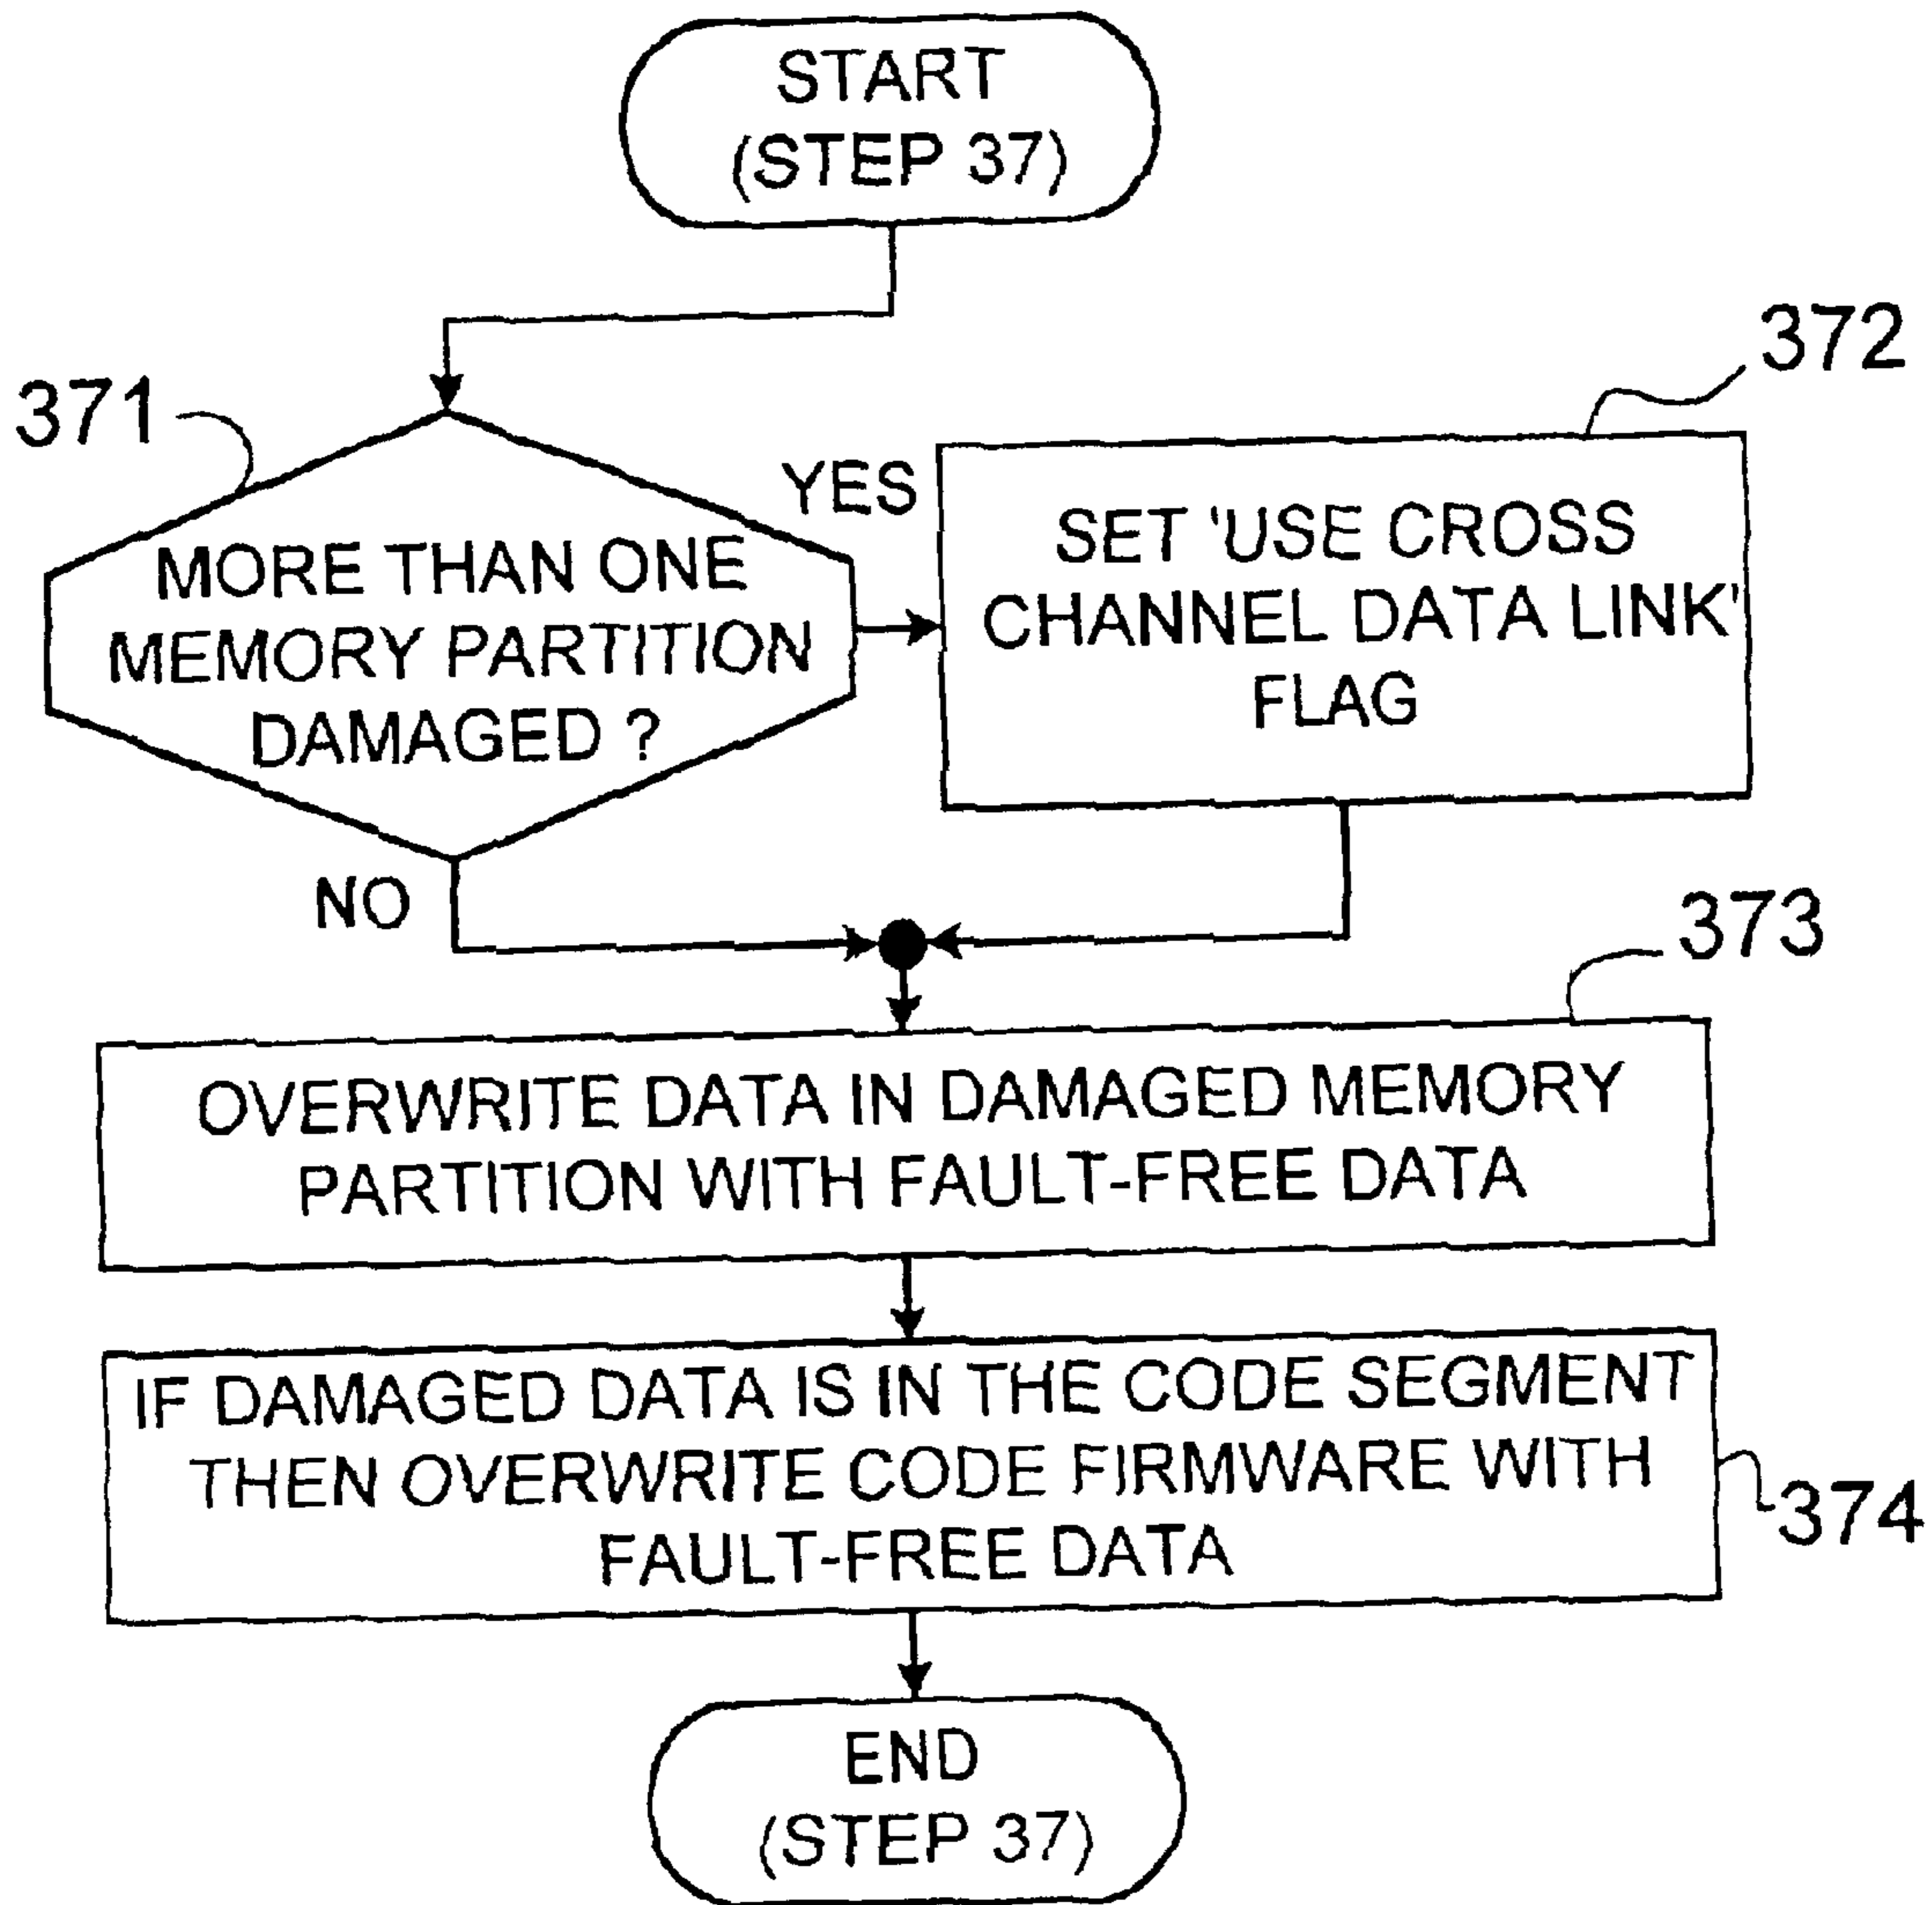 START
(STEP 37)
372
371
YES
MORE THAN ONE
MEMORY PARTITION
DAMAGED ?
SET 'USE CROSS
CHANNEL DATA LINK'
FLAG
NO
373
OVERWRITE DATA IN DAMAGED MEMORY
PARTITION WITH FAULT-FREE DATA
IF DAMAGED DATA IS IN THE CODE SEGMENT
THEN OVERWRITE CODE FIRMWARE WITH
FAULT-FREE DATA
374
END
(STEP 37)